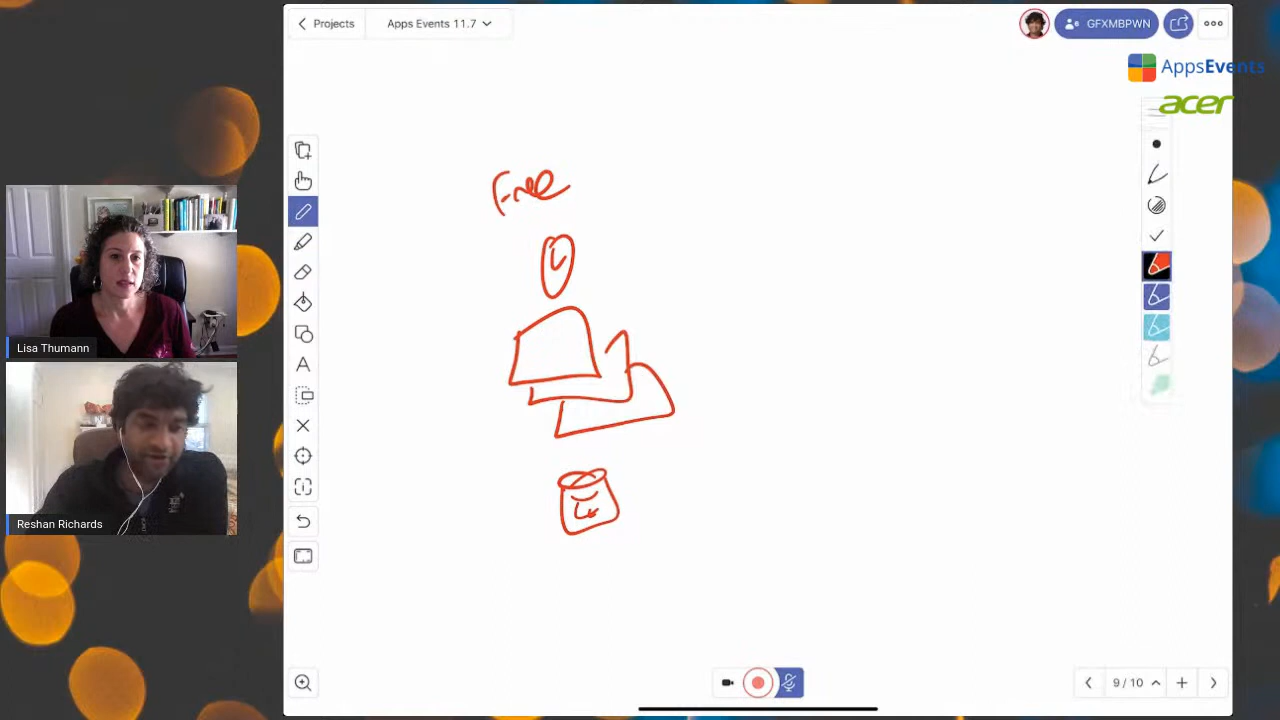 Projects
Apps Events 11.7
GFXMBPWN
AppsEvents
acer
Free
Lisa Thumann
Reshan Richards
A
9 / 10